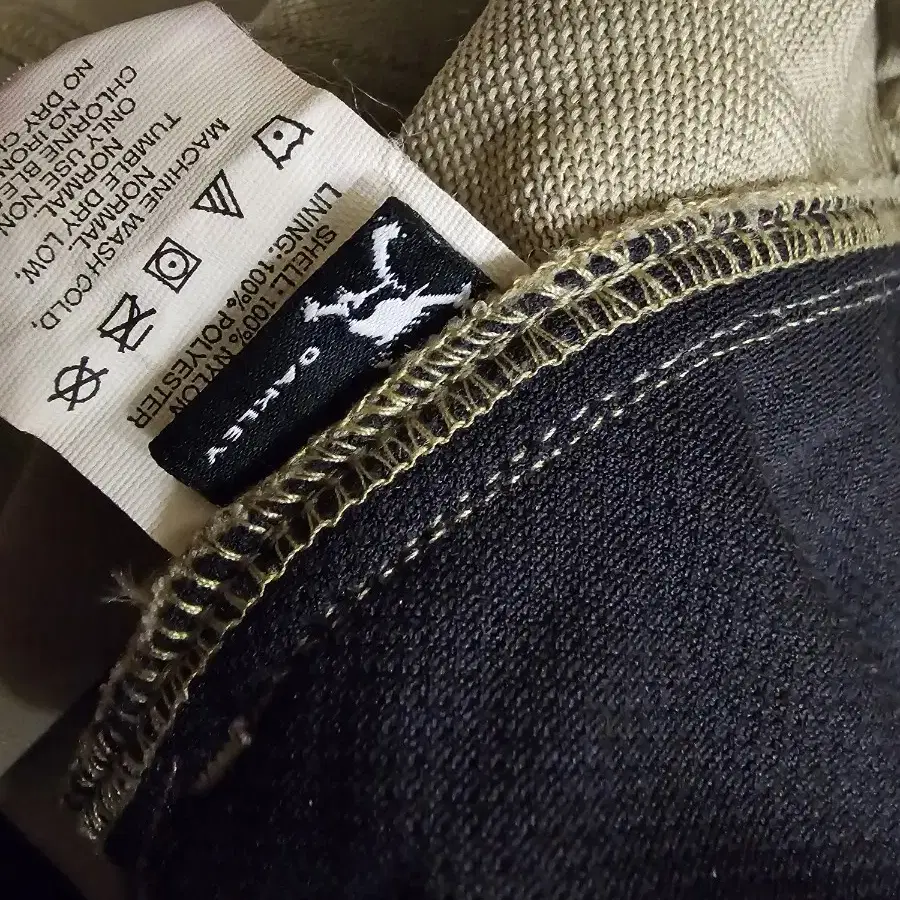 SHELL: 100% NYLON
LINING: 100% POLYESTER
MACHINE WASH COLD,
NORMAL
TUMBLE DRY LOW,
NORMAL
ONLY USE NON
CHLORINE
NO IRON
NO DRY
OAKLEY